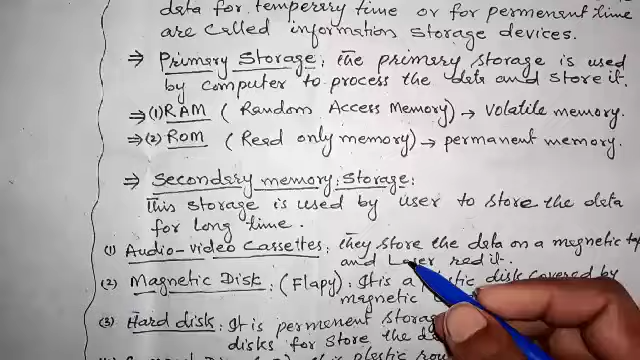 data for temperery time or for permenent time
are called information storage devices.
⇒ Primary Storage: The primary storage is used
by computer to process the data and store it.
⇒ (1) RAM ( Random Access Memory) → Volatile memory.
⇒ (2) ROM (Read only memory) → permanent memory.
⇒ Secondary memory: Storage:
This storage is used by user to store the data
for long time.
(1) Audio-video Cassettes: They store the data on a magnetic
and red it.
(2) Magnetic Disk: (Flapy): It is a disk covered by
magnetic
(3) Hard disk: It is permenent
disks for store the